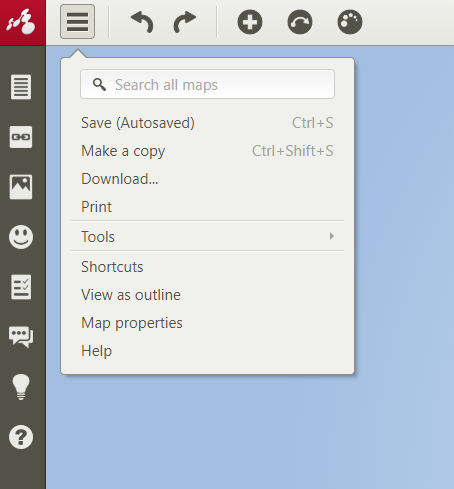 Search all maps
Save (Autosaved) Ctrl+S
Make a copy Ctrl+Shift+S
Download...
Print
Tools
Shortcuts
View as outline
Map properties
Help